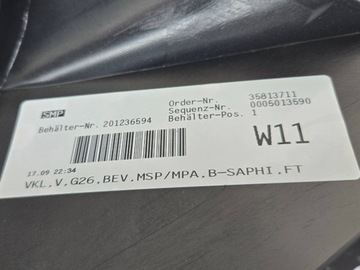 SMP
Order-Nr. 35813711
Sequenz-Nr. 0005013590
Behälter-Nr. 201236594 Behälter-Pos. 1
W11
17.09 22:34
VKL,V,G26,BEV,MSP/MPA,B-SAPHI,FT